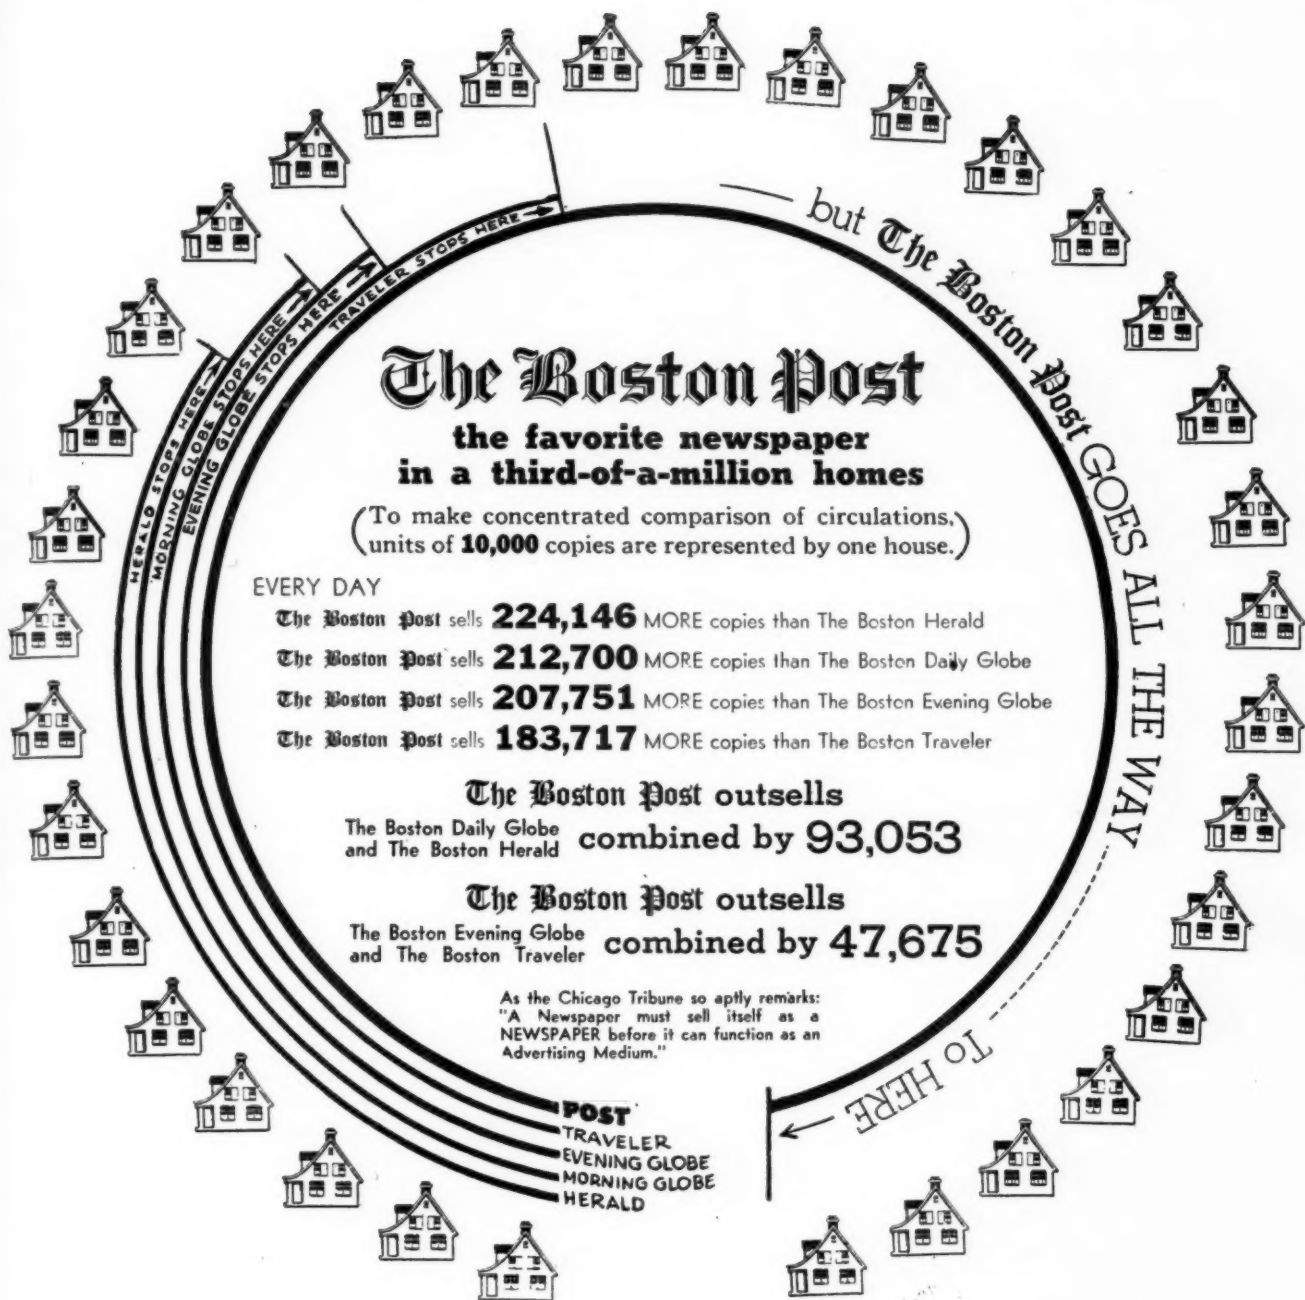 HERALD STOPS HERE
MORNING GLOBE STOPS HERE
EVENING GLOBE STOPS HERE
TRAVELER STOPS HERE
but The Boston Post GOES ALL THE WAY
TO HERE
The Boston Post
the favorite newspaper
in a third-of-a-million homes
(To make concentrated comparison of circulations,
units of 10,000 copies are represented by one house.)
EVERY DAY
The Boston Post sells 224,146 MORE copies than The Boston Herald
The Boston Post sells 212,700 MORE copies than The Boston Daily Globe
The Boston Post sells 207,751 MORE copies than The Boston Evening Globe
The Boston Post sells 183,717 MORE copies than The Boston Traveler
The Boston Post outsells
The Boston Daily Globe
and The Boston Herald combined by 93,053
The Boston Post outsells
The Boston Evening Globe
and The Boston Traveler combined by 47,675
As the Chicago Tribune so aptly remarks:
"A Newspaper must sell itself as a
NEWSPAPER before it can function as an
Advertising Medium."
POST
TRAVELER
EVENING GLOBE
MORNING GLOBE
HERALD